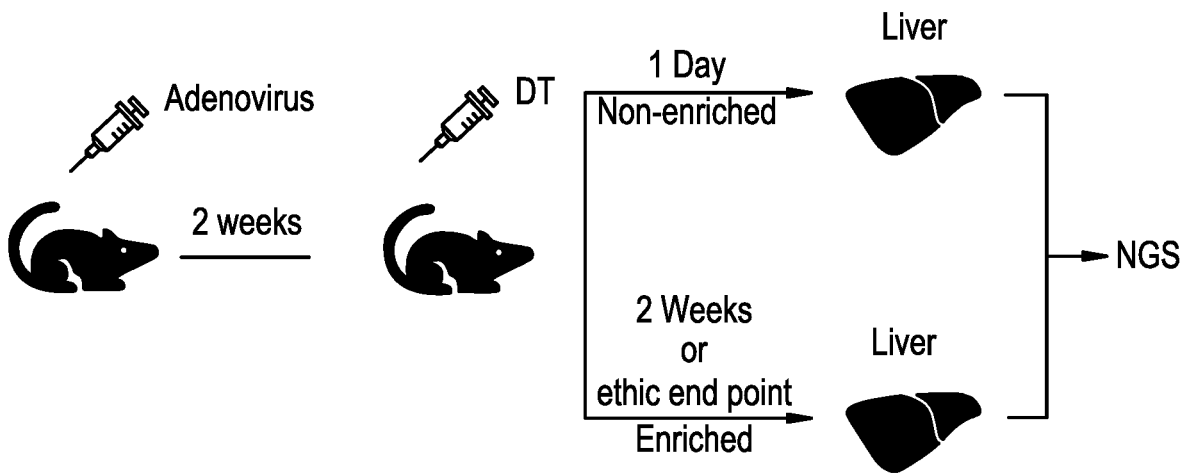 Adenovirus
2 weeks
DT
1 Day
Non-enriched
Liver
2 Weeks
or
ethic end point
Enriched
Liver
NGS